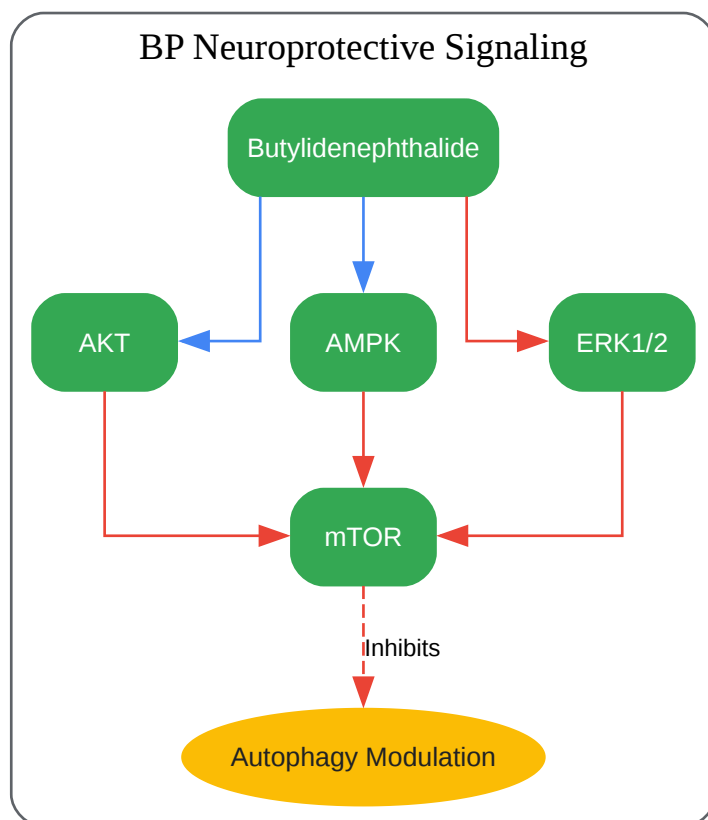 BP Neuroprotective Signaling
Butylidenephthalide
AKT
AMPK
ERK1/2
mTOR
Inhibits
Autophagy Modulation